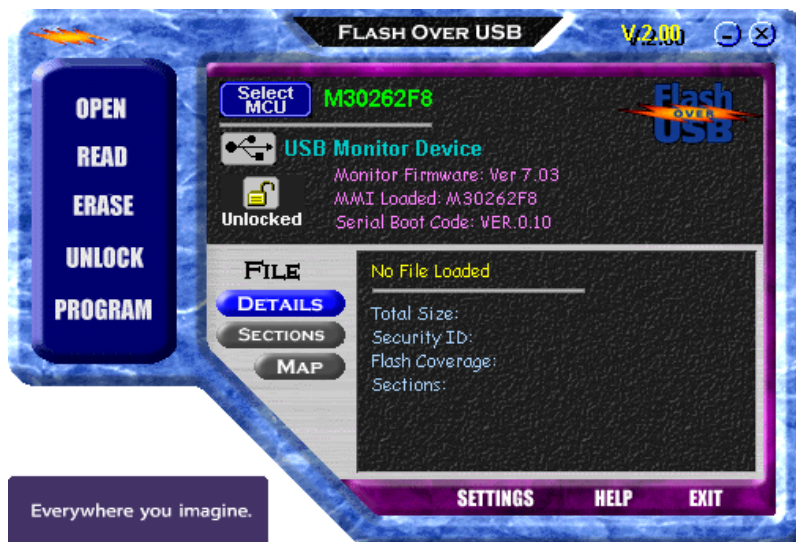 FLASH OVER USB
V.2.00
OPEN
READ
ERASE
UNLOCK
PROGRAM
Select MCU
M30262F8
Flash
OVER
USB
USB Monitor Device
Monitor Firmware: Ver 7.03
MMI Loaded: M30262F8
Serial Boot Code: VER.0.10
Unlocked
FILE
DETAILS
SECTIONS
MAP
No File Loaded
Total Size:
Security ID:
Flash Coverage:
Sections:
SETTINGS HELP EXIT
Everywhere you imagine.